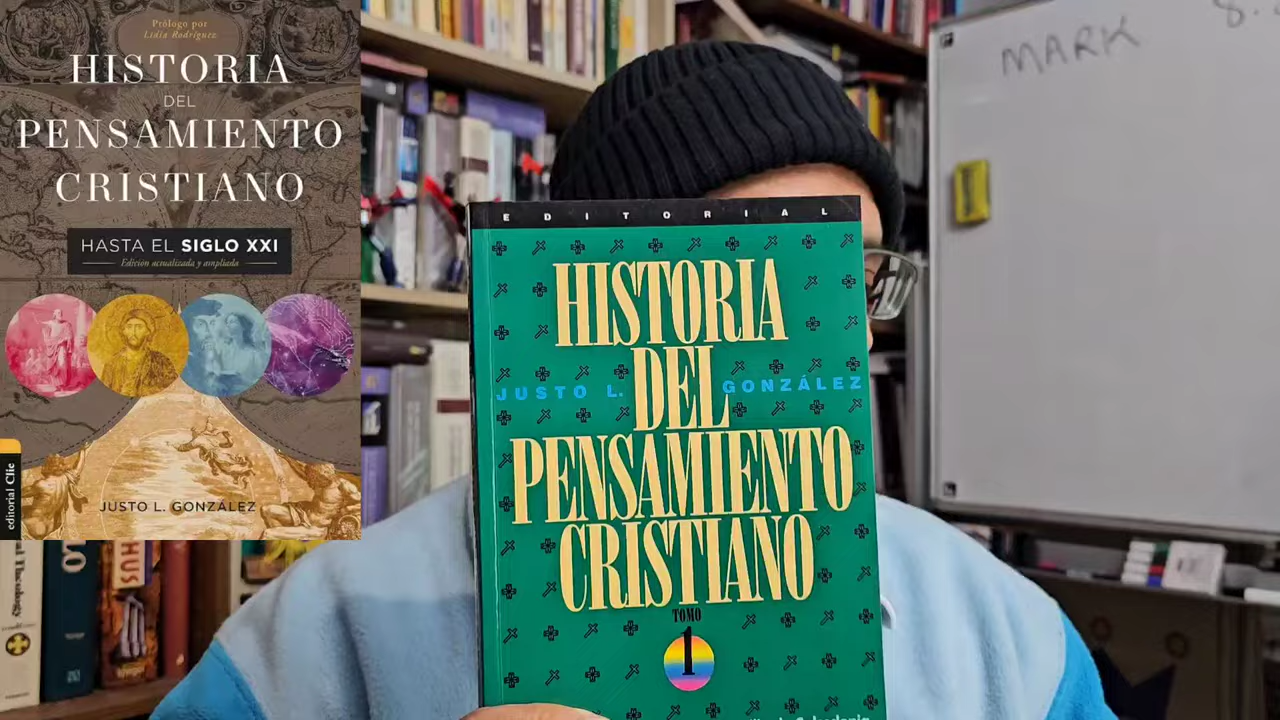 Prólogo por
Lidia Rodríguez
HISTORIA
DEL
PENSAMIENTO
CRISTIANO
HASTA EL SIGLO XXI
Edición actualizada y ampliada
JUSTO L. GONZÁLEZ
editorial Clie
EDITORIAL
HISTORIA
DEL
JUSTO L. GONZÁLEZ
PENSAMIENTO
CRISTIANO
TOMO
1
MARK
8.